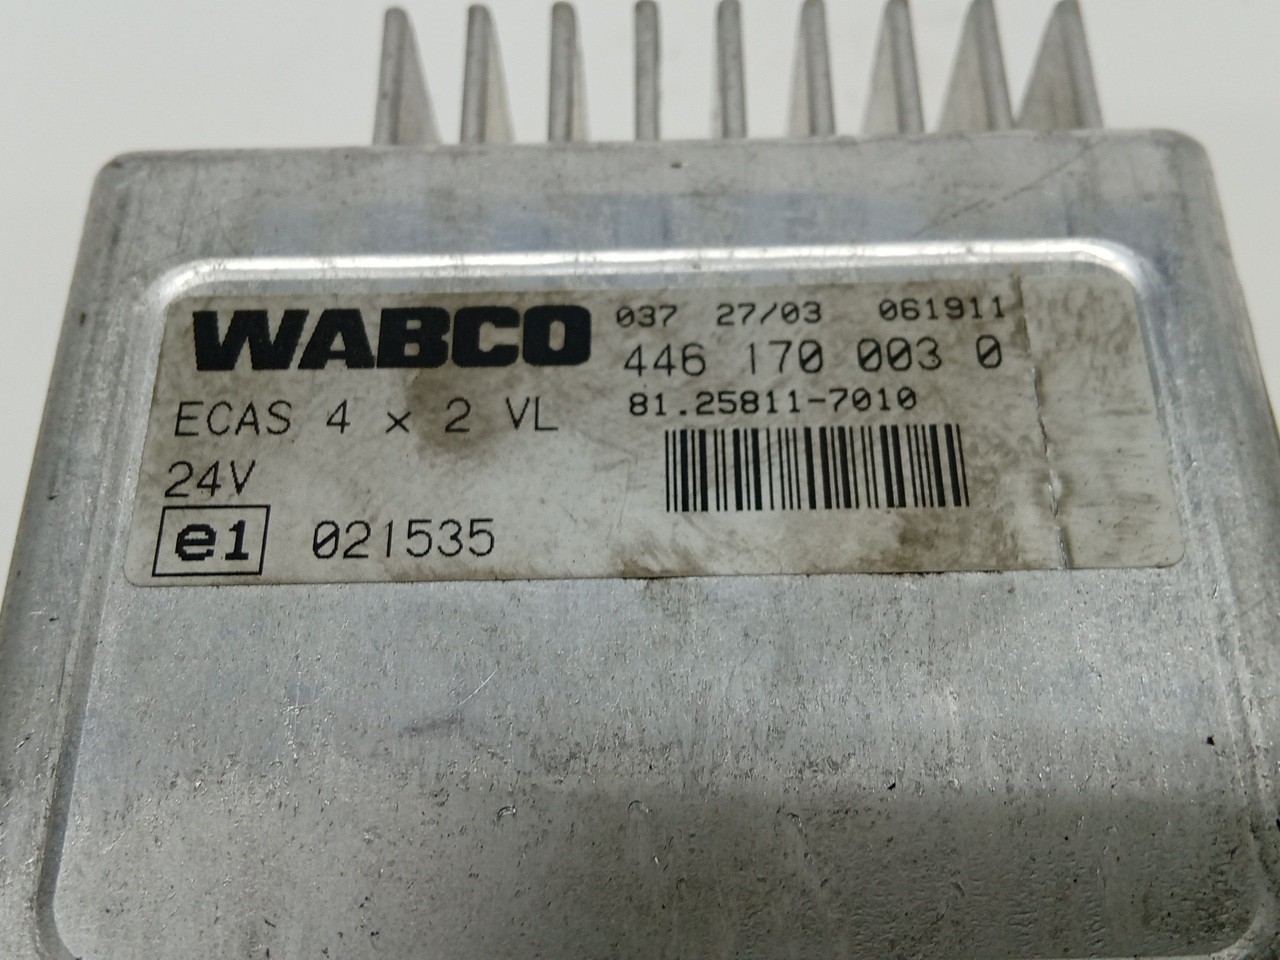 WABCO 037 27/03 061911
446 170 003 0
ECAS 4 x 2 VL 81.25811-7010
24V
e1 021535